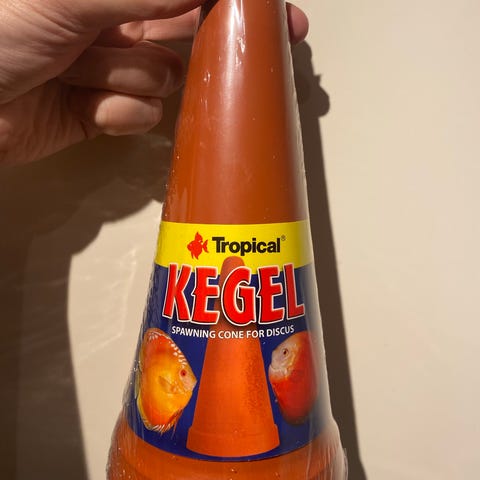 Tropical®
KEGEL
SPAWNING CONE FOR DISCUS